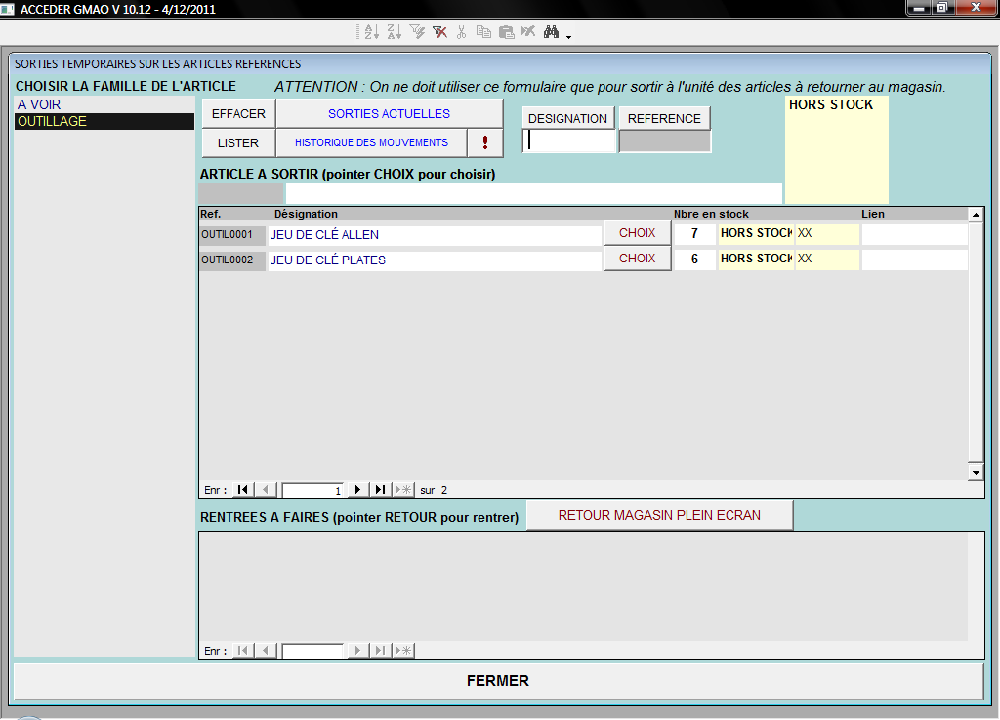 ACCEDER GMAO V 10.12 - 4/12/2011
SORTIES TEMPORAIRES SUR LES ARTICLES REFERENCES
CHOISIR LA FAMILLE DE L'ARTICLE
ATTENTION : On ne doit utiliser ce formulaire que pour sortir à l'unité des articles à retourner au magasin.
A VOIR
OUTILLAGE
EFFACER SORTIES ACTUELLES
LISTER HISTORIQUE DES MOUVEMENTS !
DESIGNATION REFERENCE
HORS STOCK
ARTICLE A SORTIR (pointer CHOIX pour choisir)
Ref. Désignation Nbre en stock Lien
OUTIL0001 JEU DE CLÉ ALLEN CHOIX 7 HORS STOCK XX
OUTIL0002 JEU DE CLÉ PLATES CHOIX 6 HORS STOCK XX
Enr : 1 sur 2
RENTREES A FAIRES (pointer RETOUR pour rentrer) RETOUR MAGASIN PLEIN ECRAN
Enr :
FERMER